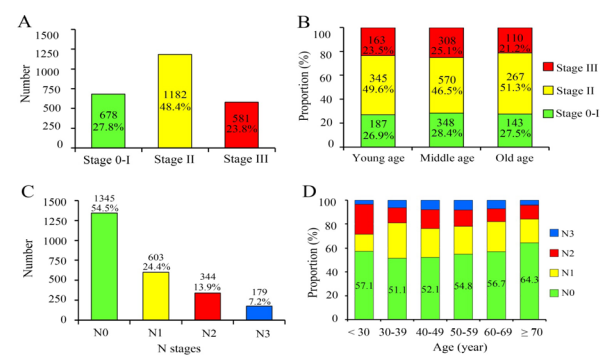 A
1500
1250
1000
750
500
250
0
Number
678
27.8%
1182
48.4%
581
23.8%
Stage 0-I
Stage II
Stage III
B
100
80
60
40
20
0
Proportion (%)
163
23.5%
308
25.1%
110
21.2%
345
49.6%
570
46.5%
267
51.3%
187
26.9%
348
28.4%
143
27.5%
Young age
Middle age
Old age
Stage III
Stage II
Stage 0-I
C
1500
1250
1000
750
500
250
0
Number
1345
54.5%
603
24.4%
344
13.9%
179
7.2%
N0
N1
N2
N3
N stages
D
100
80
60
40
20
0
Proportion (%)
57.1
51.1
52.1
54.8
56.7
64.3
< 30
30-39
40-49
50-59
60-69
≥ 70
Age (year)
N3
N2
N1
N0